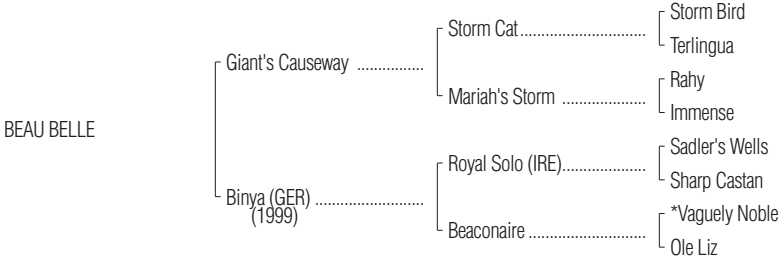 Storm Bird
Storm Cat..............................
Terlingua
Giant's Causeway ................
Rahy
Mariah's Storm ....................
Immense
BEAU BELLE
Sadler's Wells
Royal Solo (IRE)....................
Sharp Castan
Binya (GER) ..........................
(1999)
*Vaguely Noble
Beaconaire ............................
Ole Liz